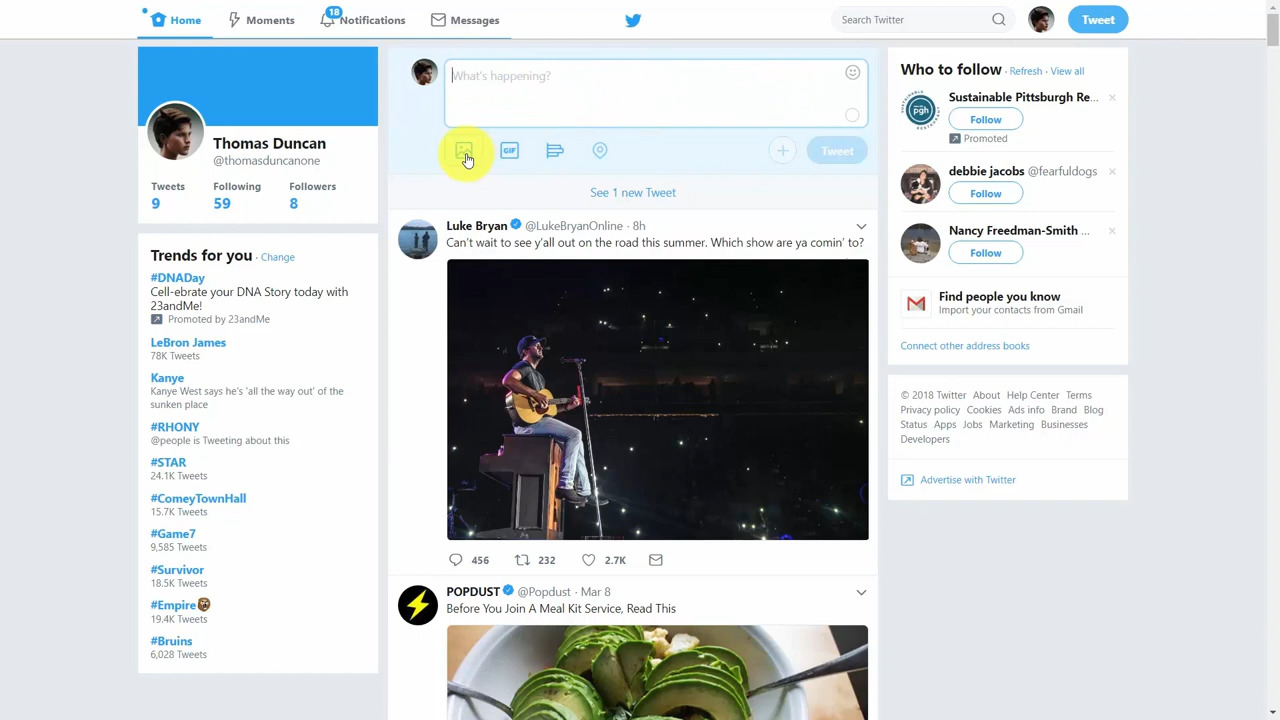 Home
Moments
18
Notifications
Messages
Search Twitter
Tweet
Thomas Duncan
@thomasduncanone
Tweets Following Followers
9 59 8
Trends for you · Change
#DNADay
Cell-ebrate your DNA Story today with
23andMe!
Promoted by 23andMe
LeBron James
78K Tweets
Kanye
Kanye West says he's 'all the way out' of the
sunken place
#RHONY
@people is Tweeting about this
#STAR
24.1K Tweets
#ComeyTownHall
15.7K Tweets
#Game7
9,585 Tweets
#Survivor
18.5K Tweets
#Empire
19.4K Tweets
#Bruins
6,028 Tweets
What's happening?
GIF
Tweet
See 1 new Tweet
Luke Bryan @LukeBryanOnline · 8h
Can't wait to see y'all out on the road this summer. Which show are ya comin' to?
456 232 2.7K
POPDUST @Popdust · Mar 8
Before You Join A Meal Kit Service, Read This
Who to follow · Refresh · View all
Sustainable Pittsburgh Re...
pgh
Follow
Promoted
debbie jacobs @fearfuldogs
Follow
Nancy Freedman-Smith ...
Follow
Find people you know
Import your contacts from Gmail
Connect other address books
© 2018 Twitter About Help Center Terms
Privacy policy Cookies Ads info Brand Blog
Status Apps Jobs Marketing Businesses
Developers
Advertise with Twitter